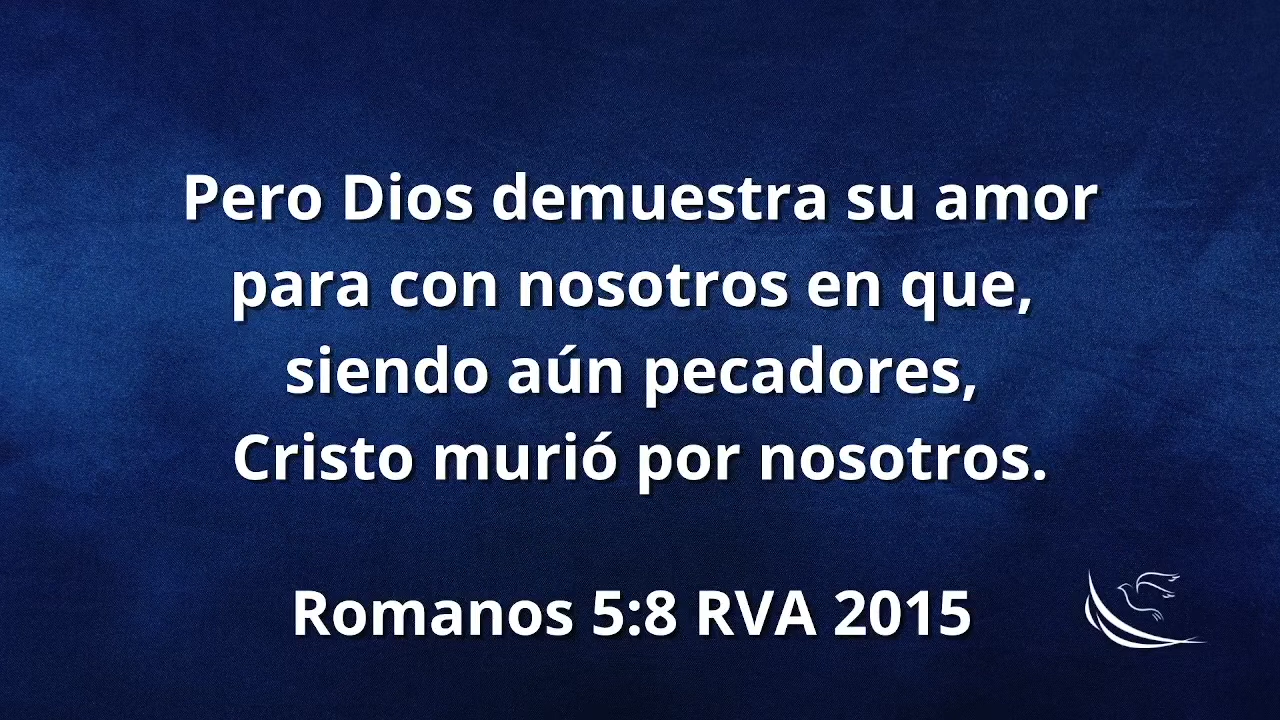 Pero Dios demuestra su amor
para con nosotros en que,
siendo aún pecadores,
Cristo murió por nosotros.
Romanos 5:8 RVA 2015